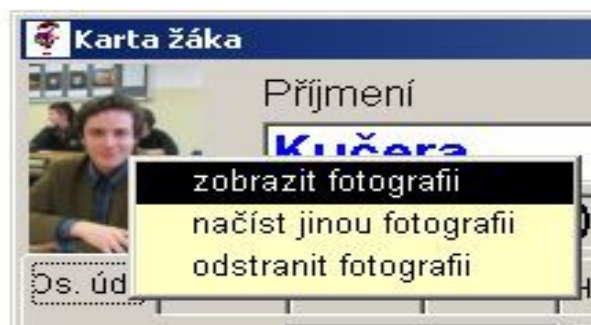 Karta žáka
Příjmení
Kučera
zobrazit fotografii
načíst jinou fotografii
odstranit fotografii
Os. úd